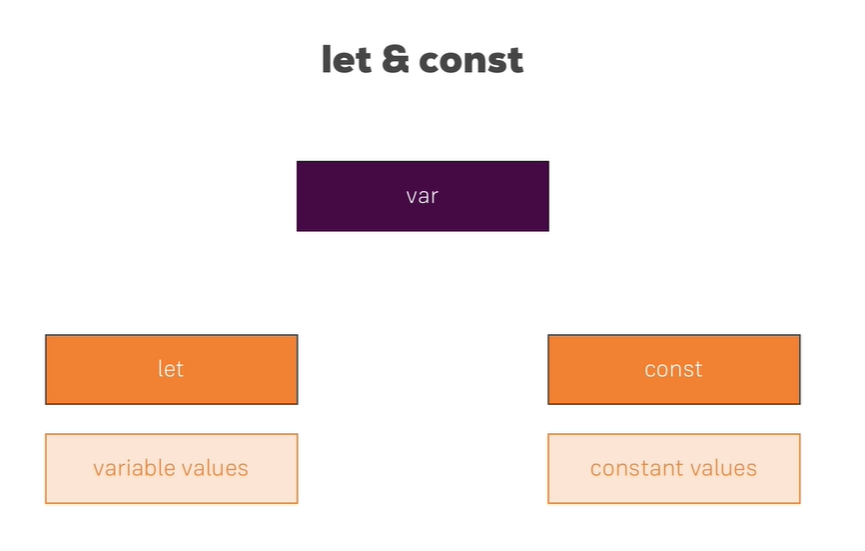 let & const
var
let
const
variable values
constant values